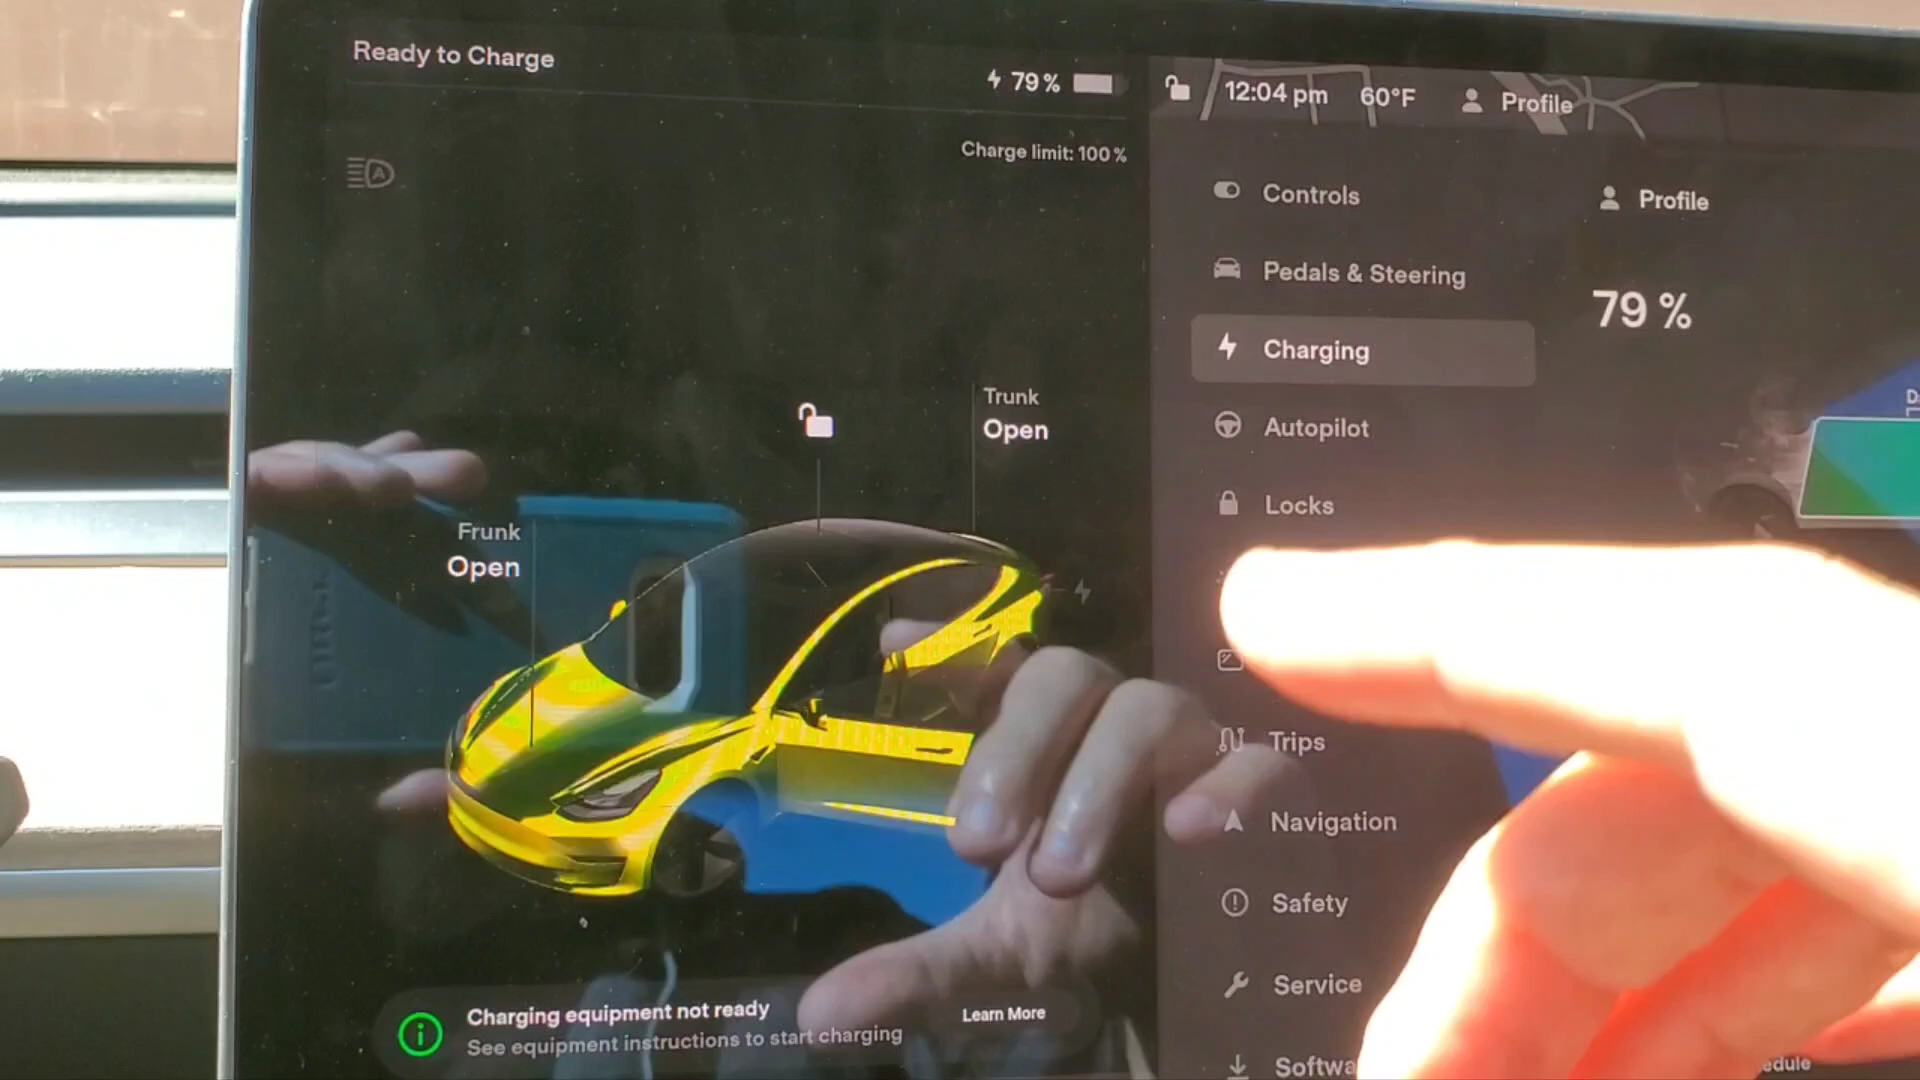 Ready to Charge
79 %
Charge limit: 100 %
12:04 pm 60°F Profile
Controls
Pedals & Steering
Charging
Autopilot
Locks
Trips
Navigation
Safety
Service
Profile
79 %
Trunk
Open
Frunk
Open
Charging equipment not ready
See equipment instructions to start charging
Learn More